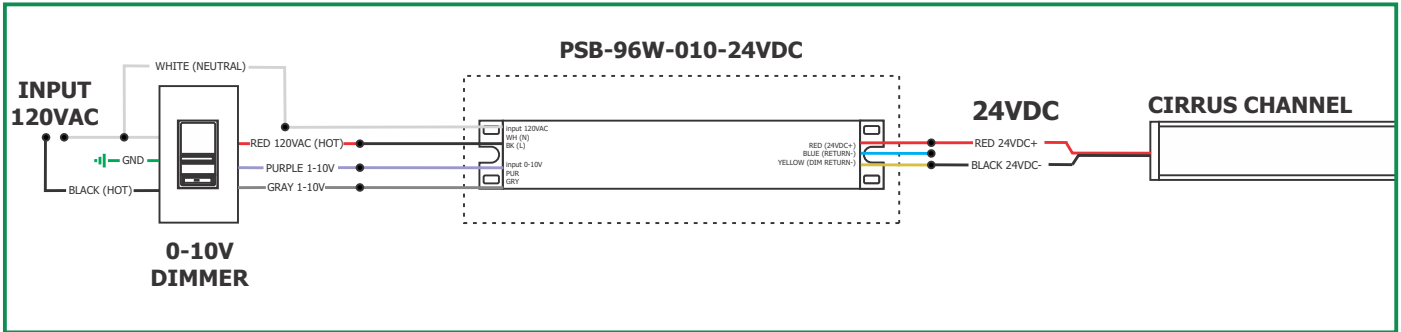 PSB-96W-010-24VDC
WHITE (NEUTRAL)
INPUT
120VAC
GND
BLACK (HOT)
0-10V
DIMMER
RED 120VAC (HOT)
PURPLE 1-10V
GRAY 1-10V
input 120VAC
WH (N)
BK (L)
input 0-10V
PUR
GRY
RED (24VDC+)
BLUE (RETURN-)
YELLOW (DIM RETURN-)
24VDC
RED 24VDC+
BLACK 24VDC-
CIRRUS CHANNEL